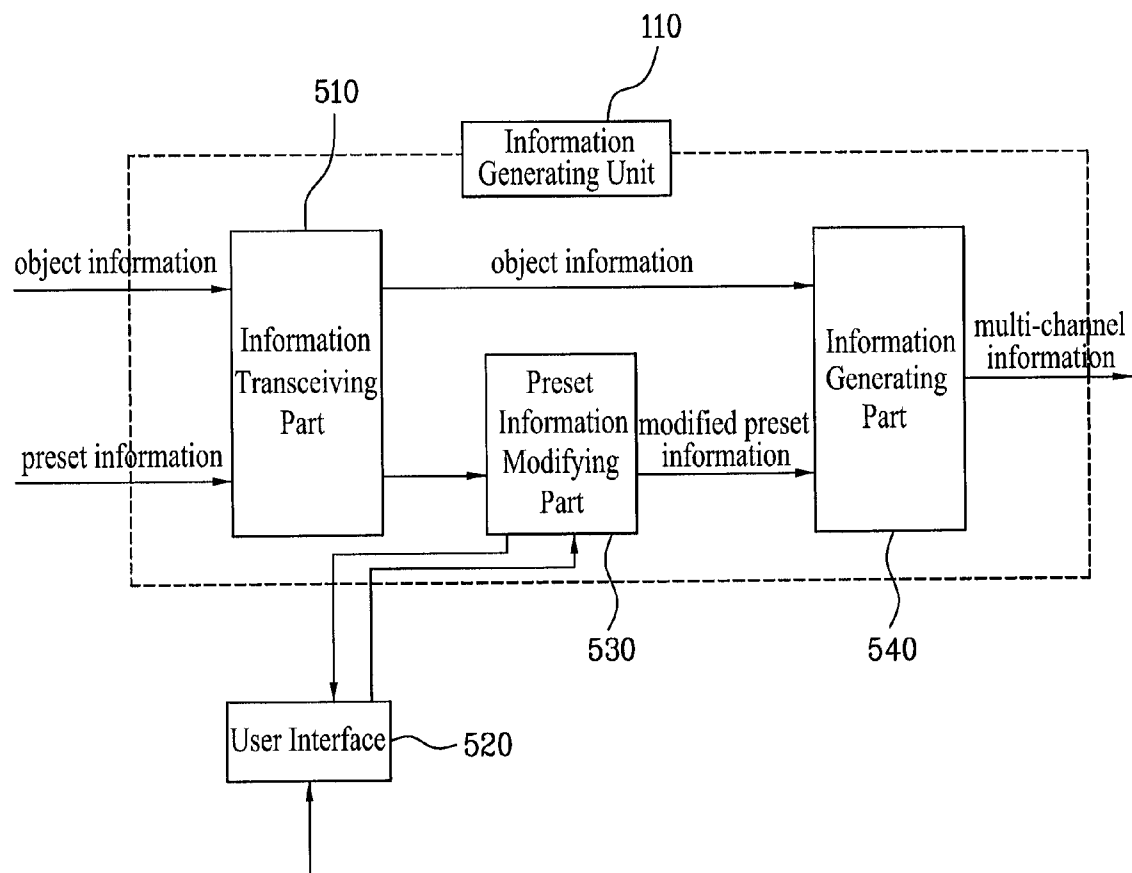 110
510
Information
Generating Unit
object information
object information
Information
Transceiving
Part
preset information
Preset
Information
Modifying
Part
modified preset
information
Information
Generating
Part
multi-channel
information
530
540
User Interface
520